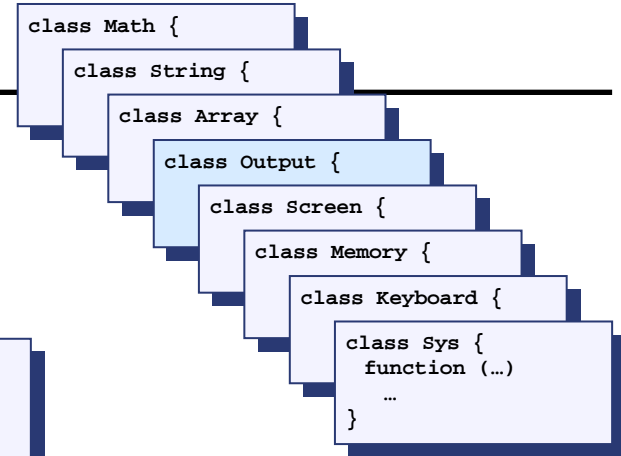 class Math {
class String {
class Array {
class Output {
class Screen {
class Memory {
class Keyboard {
class Sys {
function (…)
…
}